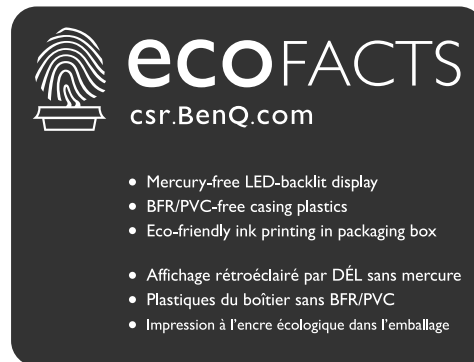 ecoFACTS
csr.BenQ.com
• Mercury-free LED-backlit display
• BFR/PVC-free casing plastics
• Eco-friendly ink printing in packaging box
• Affichage rétroéclairé par DÉL sans mercure
• Plastiques du boîtier sans BFR/PVC
• Impression à l'encre écologique dans l'emballage